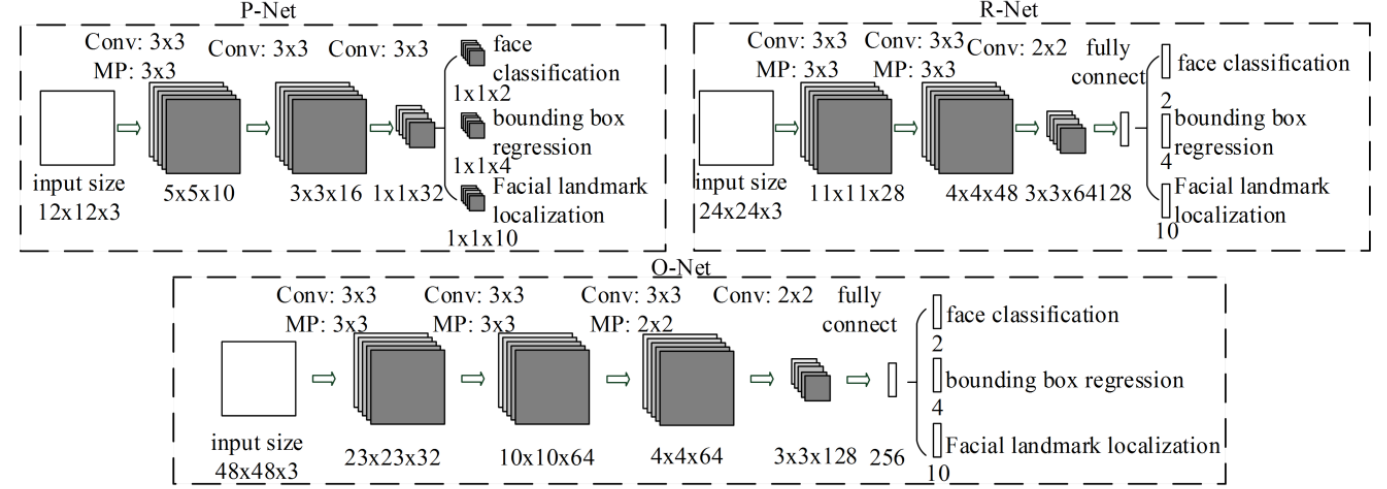 P-Net
Conv: 3x3
MP: 3x3
Conv: 3x3
Conv: 3x3
face
classification
1x1x2
bounding box
regression
1x1x4
Facial landmark
localization
1x1x10
input size
12x12x3
5x5x10
3x3x16
1x1x32
R-Net
Conv: 3x3
MP: 3x3
Conv: 3x3
MP: 3x3
Conv: 2x2
fully
connect
face classification
2
bounding box
regression
4
Facial landmark
localization
10
input size
24x24x3
11x11x28
4x4x48
3x3x64
128
O-Net
Conv: 3x3
MP: 3x3
Conv: 3x3
MP: 3x3
Conv: 3x3
MP: 2x2
Conv: 2x2
fully
connect
face classification
2
bounding box regression
4
Facial landmark localization
10
input size
48x48x3
23x23x32
10x10x64
4x4x64
3x3x128
256